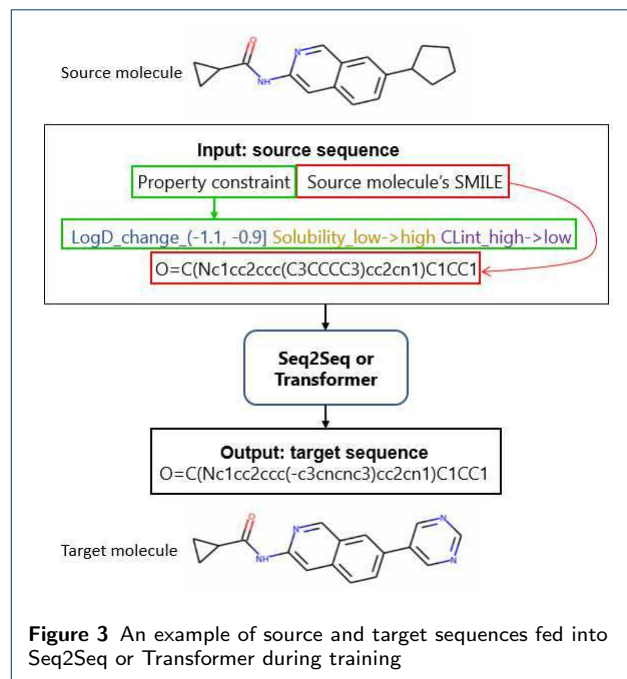 Source molecule
O
N
NH
Input: source sequence
Property constraint Source molecule's SMILE
LogD_change_(-1.1, -0.9] Solubility_low->high CLint_high->low
O=C(Nc1cc2ccc(C3CCCC3)cc2cn1)C1CC1
Seq2Seq or
Transformer
Output: target sequence
O=C(Nc1cc2ccc(-c3cncnc3)cc2cn1)C1CC1
Target molecule
O
N
NH
N
N
Figure 3 An example of source and target sequences fed into
Seq2Seq or Transformer during training